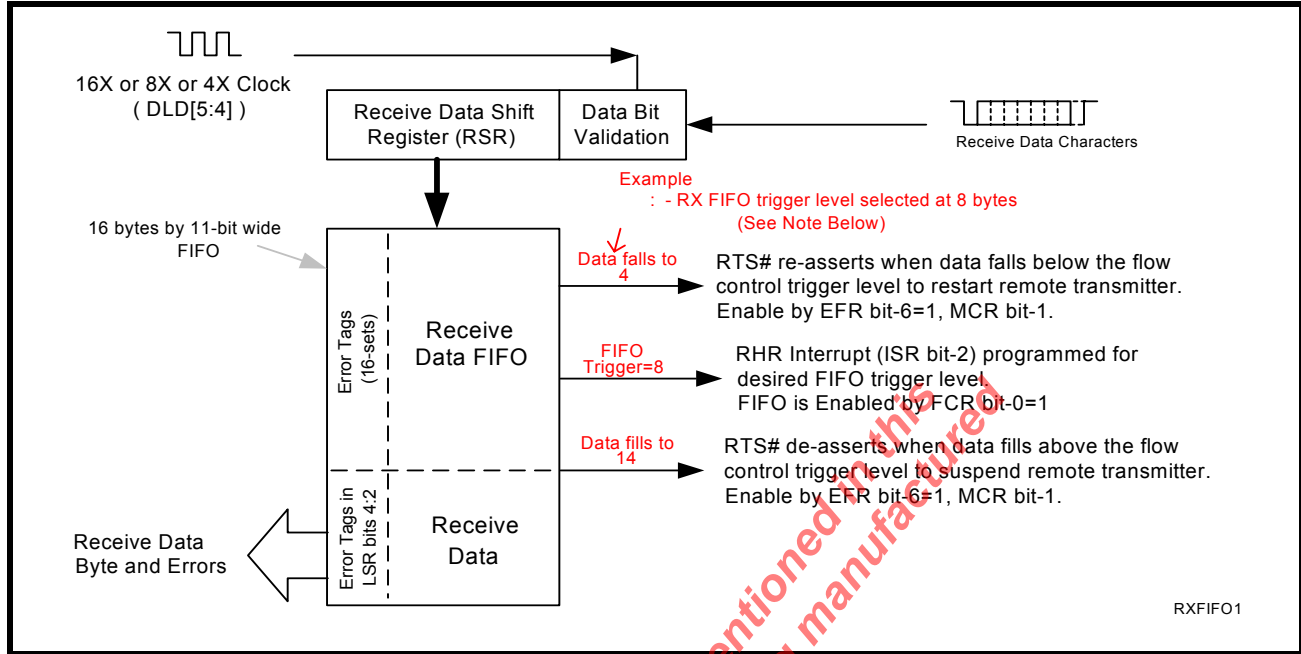 16X or 8X or 4X Clock
( DLD[5:4] )
Receive Data Shift
Register (RSR)
Data Bit
Validation
Receive Data Characters
Example
: - RX FIFO trigger level selected at 8 bytes
(See Note Below)
16 bytes by 11-bit wide
FIFO
Data falls to
4
RTS# re-asserts when data falls below the flow
control trigger level to restart remote transmitter.
Enable by EFR bit-6=1, MCR bit-1.
Error Tags
(16-sets)
Receive
Data FIFO
FIFO
Trigger=8
RHR Interrupt (ISR bit-2) programmed for
desired FIFO trigger level.
FIFO is Enabled by FCR bit-0=1
Data fills to
14
RTS# de-asserts when data fills above the flow
control trigger level to suspend remote transmitter.
Enable by EFR bit-6=1, MCR bit-1.
Error Tags in
LSR bits 4:2
Receive
Data
Receive Data
Byte and Errors
RXFIFO1
mentioned in this
manufactured